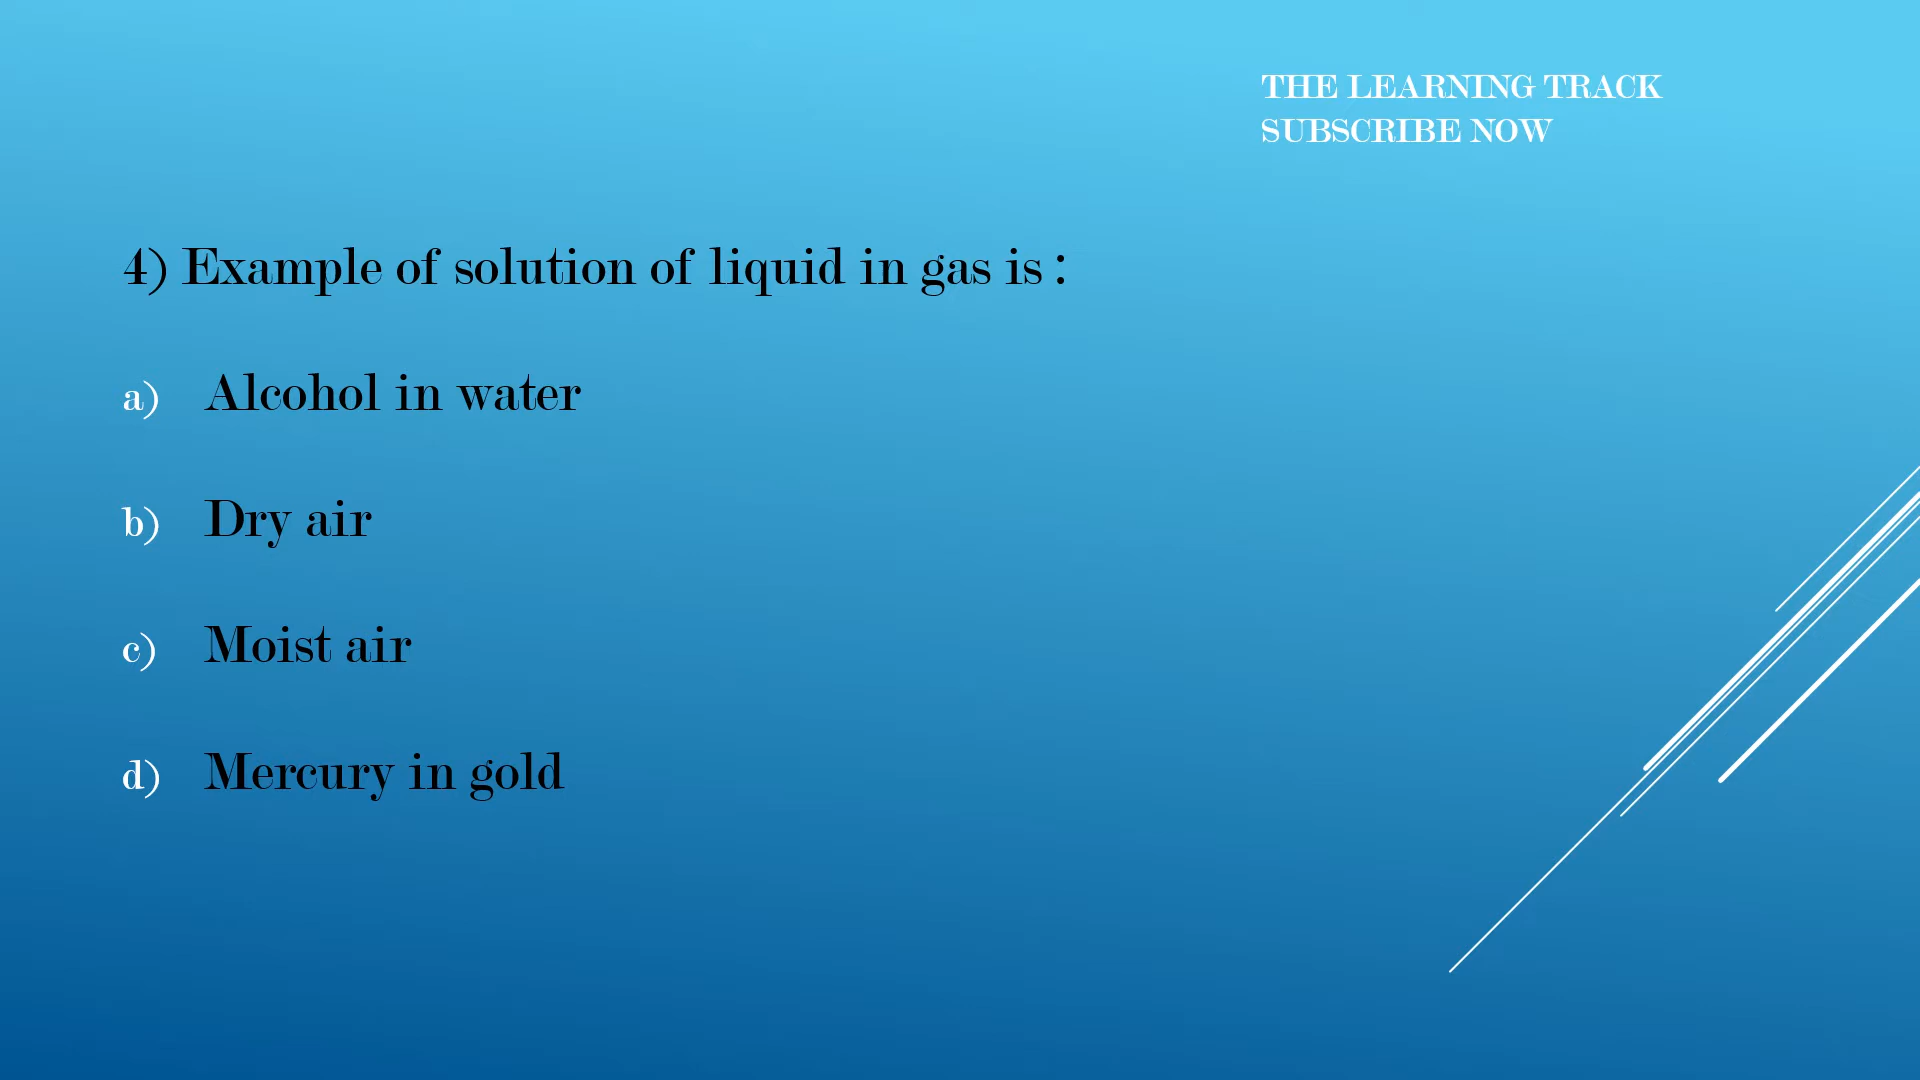 THE LEARNING TRACK
SUBSCRIBE NOW
4) Example of solution of liquid in gas is :
a) Alcohol in water
b) Dry air
c) Moist air
d) Mercury in gold